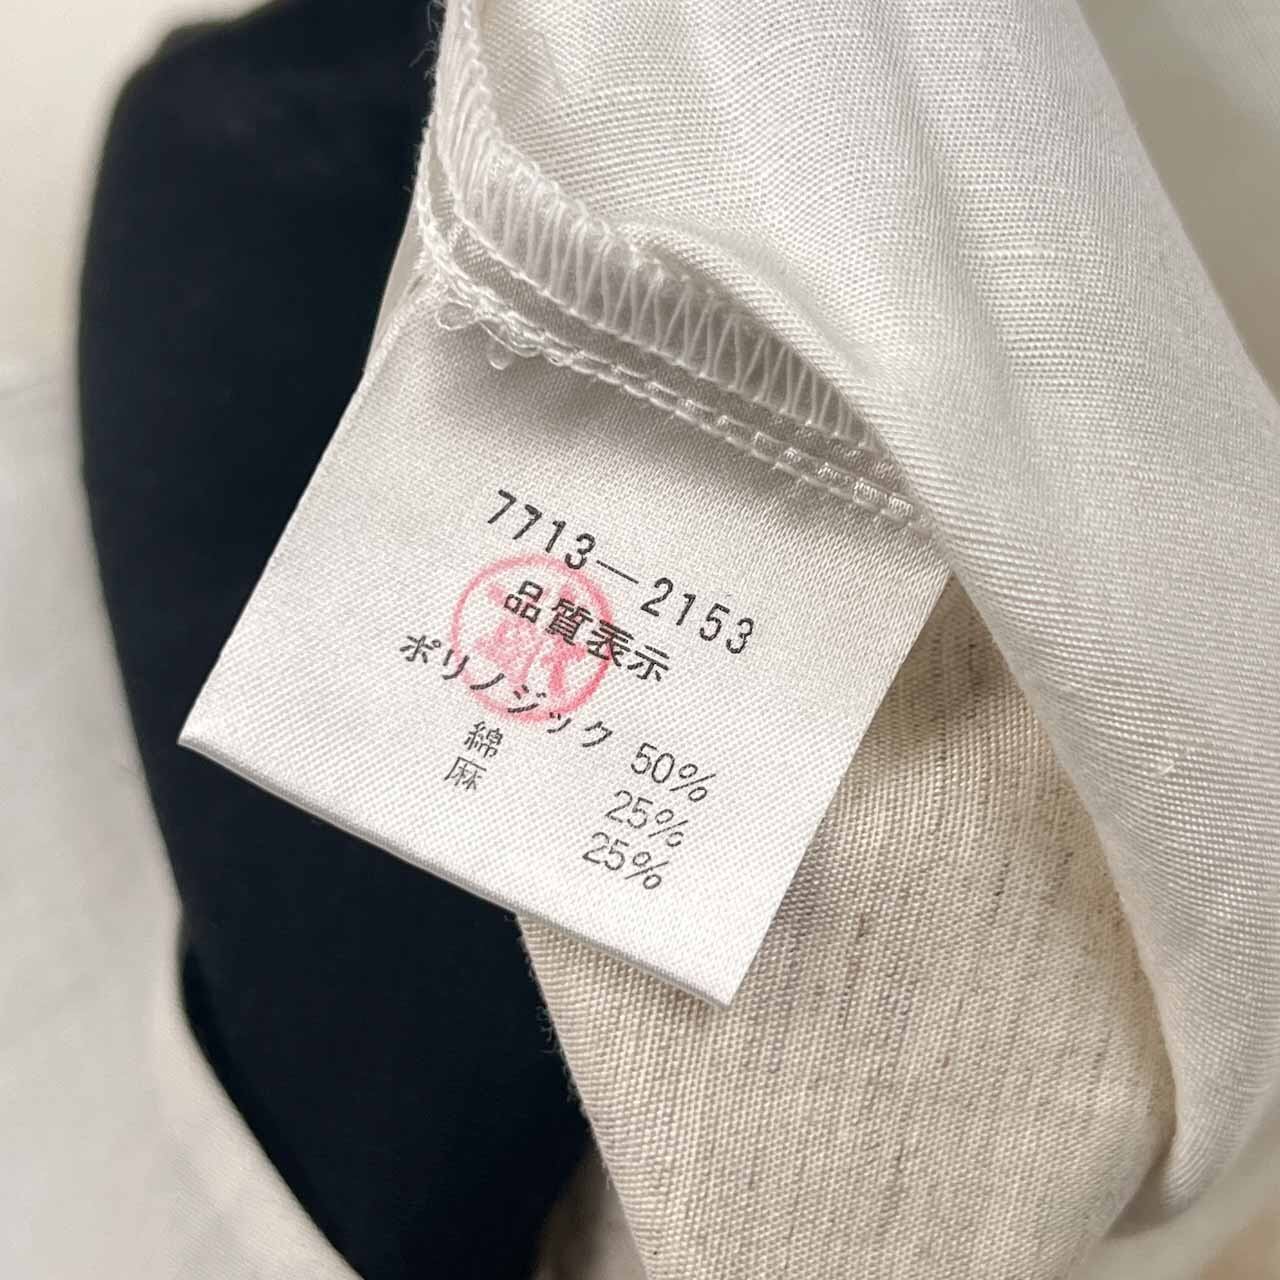 7713-2153
品質表示
ポリノジック 50%
綿 25%
麻 25%